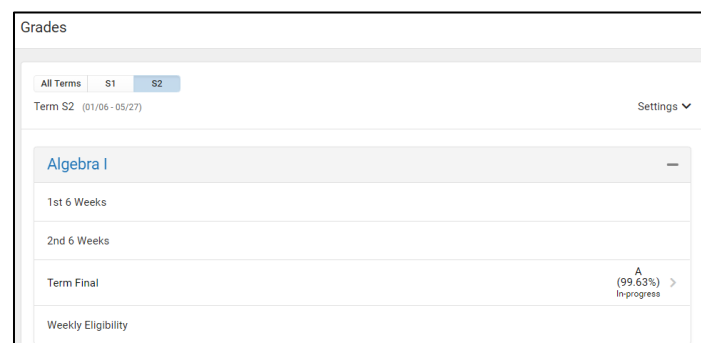 Grades
All Terms S1 S2
Term S2 (01/06 - 05/27)
Settings
Algebra I
1st 6 Weeks
2nd 6 Weeks
Term Final
A
(99.63%)
In-progress
Weekly Eligibility